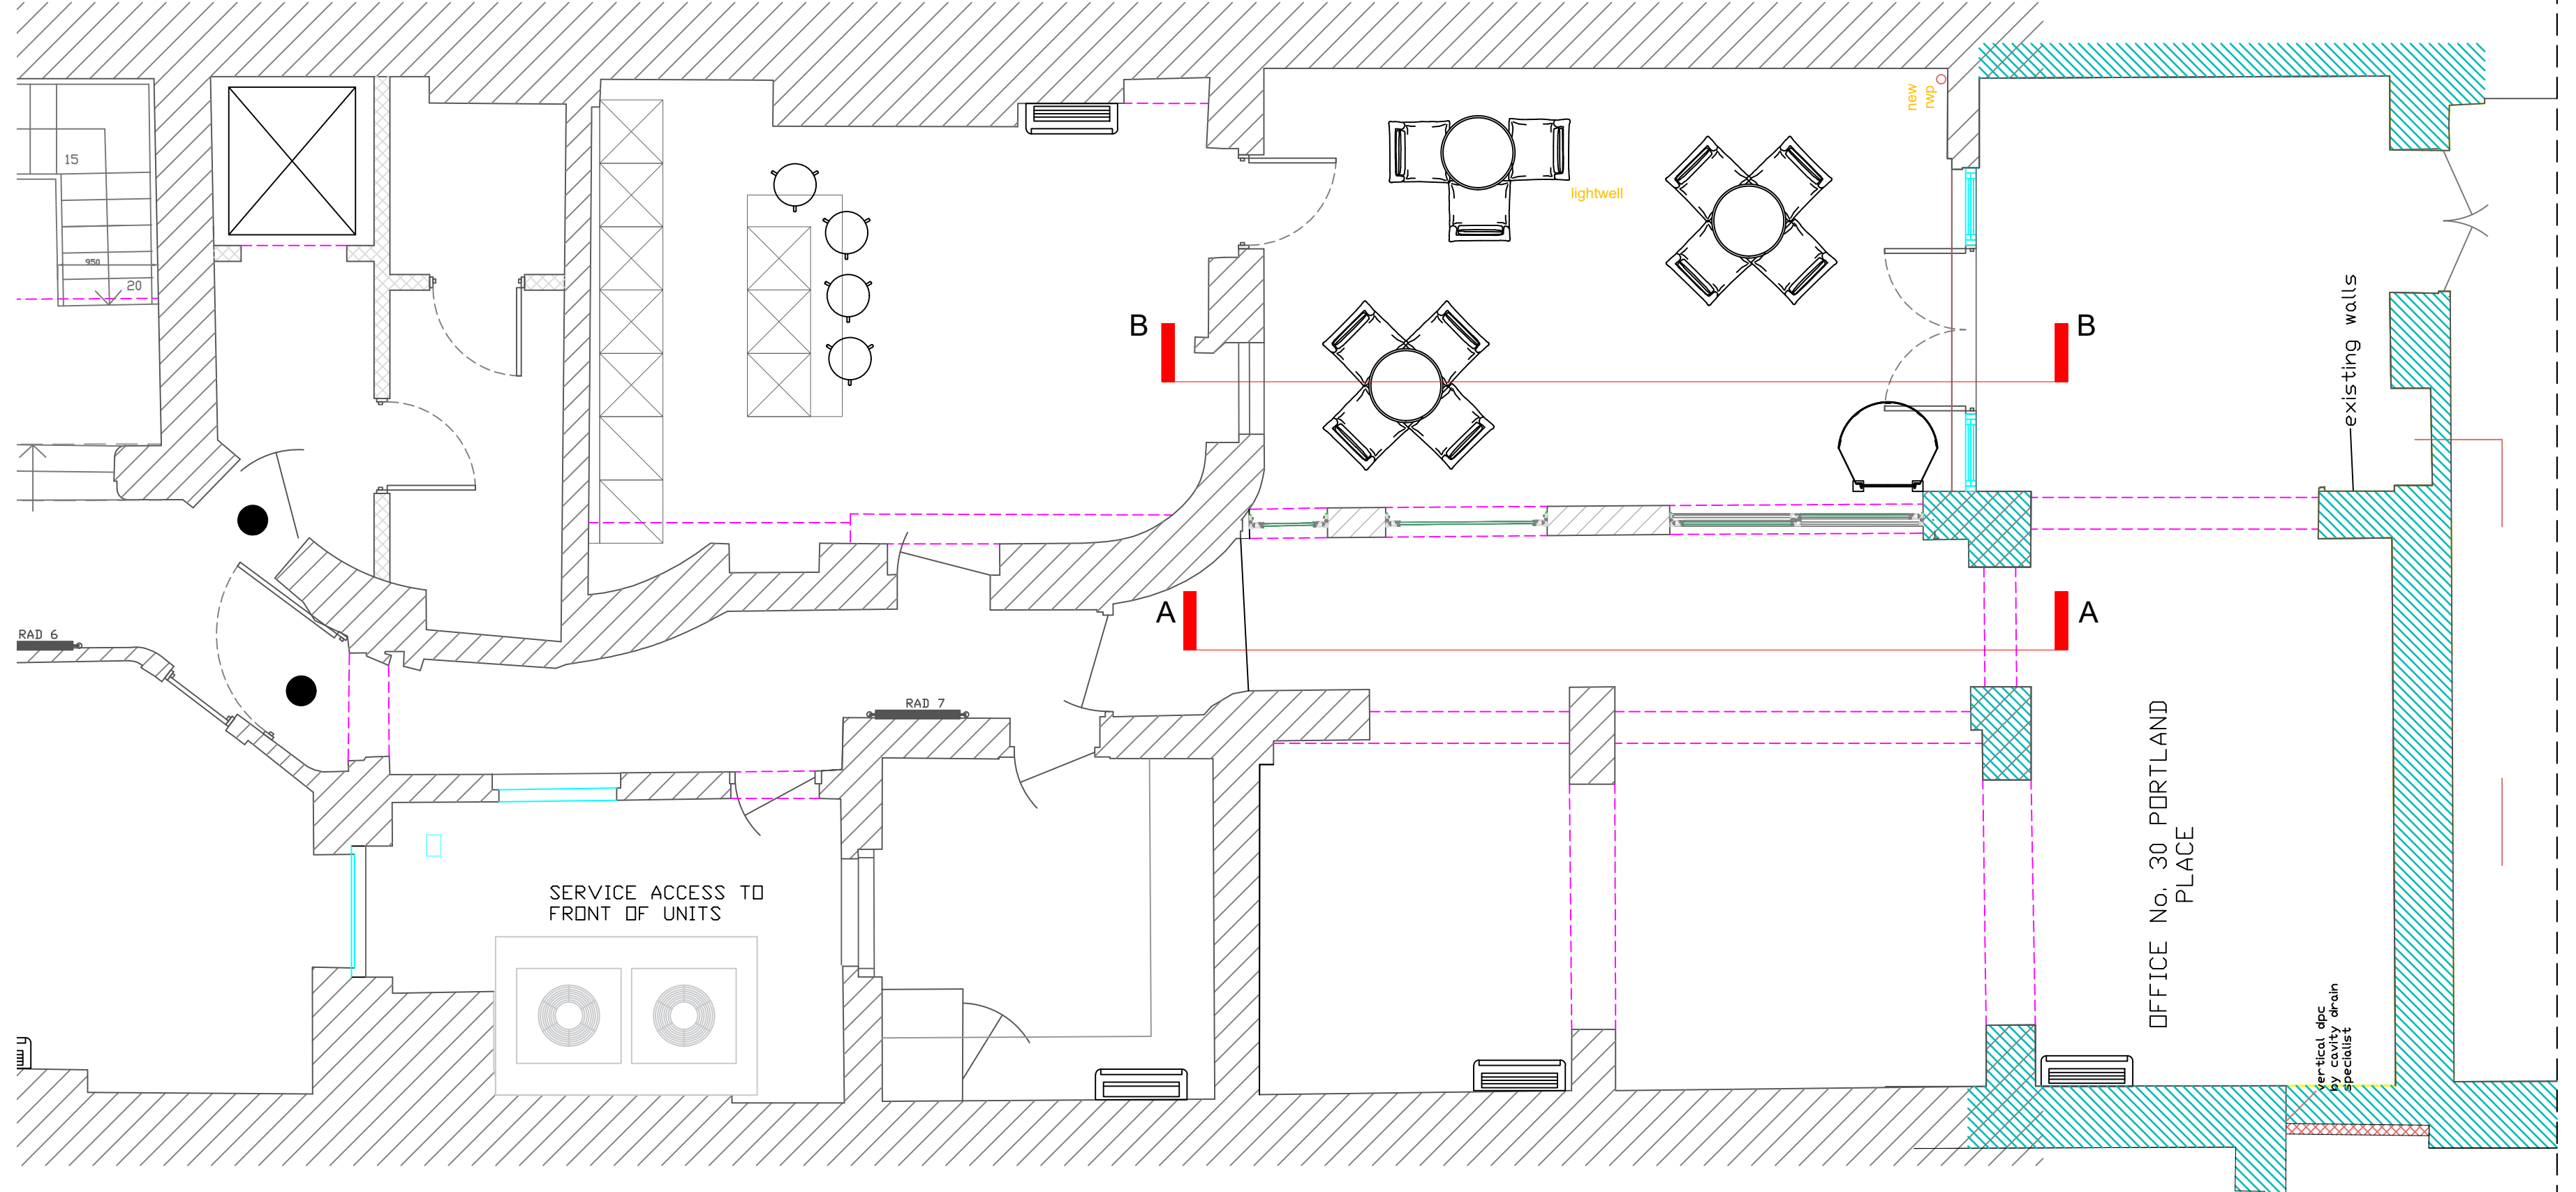 15
950
20
new
rwp
lightwell
B
B
existing walls
A
A
RAD 6
RAD 7
SERVICE ACCESS TO
FRONT OF UNITS
OFFICE No. 30 PORTLAND
PLACE
vertical dpc
by cavity drain
specialist